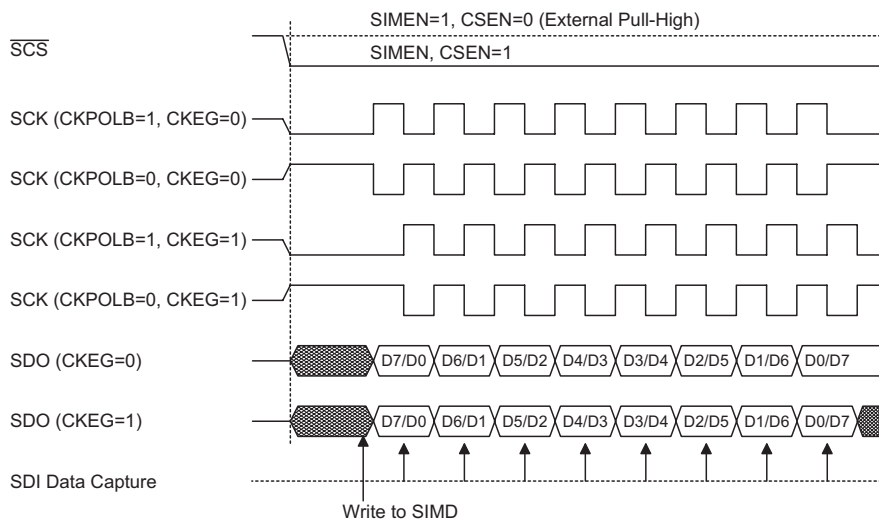 SIMEN=1, CSEN=0 (External Pull-High)
SCS
SIMEN, CSEN=1
SCK (CKPOLB=1, CKEG=0)
SCK (CKPOLB=0, CKEG=0)
SCK (CKPOLB=1, CKEG=1)
SCK (CKPOLB=0, CKEG=1)
SDO (CKEG=0) D7/D0 D6/D1 D5/D2 D4/D3 D3/D4 D2/D5 D1/D6 D0/D7
SDO (CKEG=1) D7/D0 D6/D1 D5/D2 D4/D3 D3/D4 D2/D5 D1/D6 D0/D7
SDI Data Capture
Write to SIMD